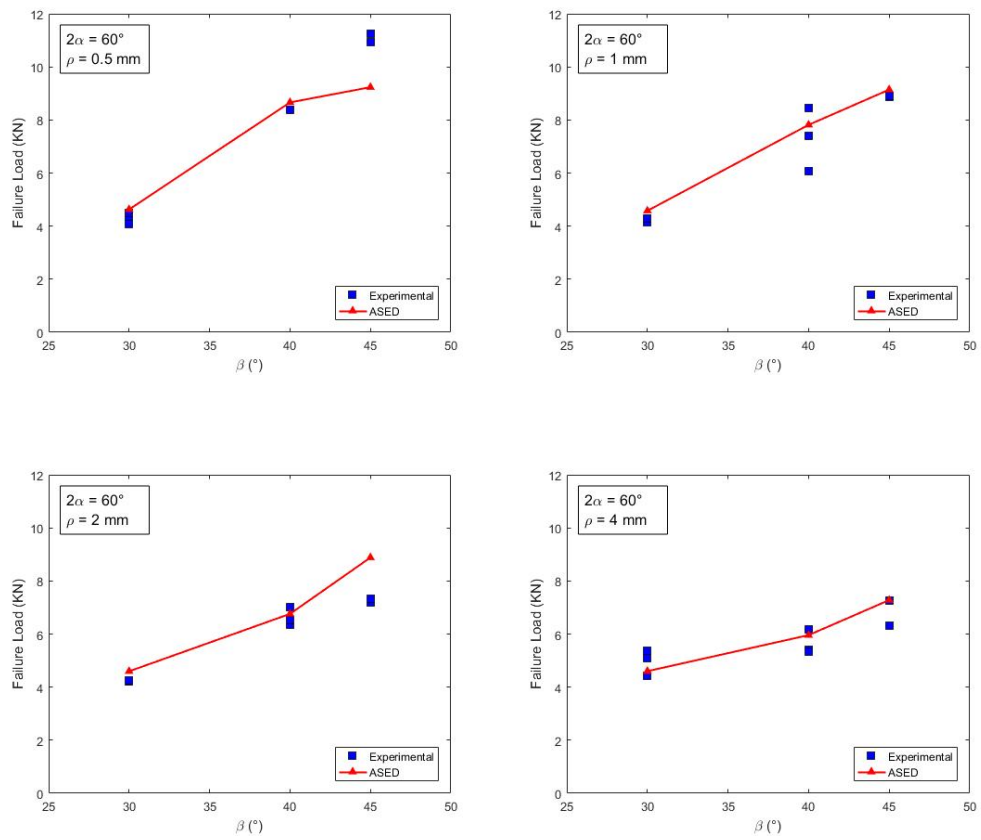 2α = 60°
ρ = 0.5 mm
Failure Load (KN)
12
10
8
6
4
2
0
25
30
35
40
45
50
β (°)
Experimental
ASED
2α = 60°
ρ = 1 mm
Failure Load (KN)
12
10
8
6
4
2
0
25
30
35
40
45
50
β (°)
Experimental
ASED
2α = 60°
ρ = 2 mm
Failure Load (KN)
12
10
8
6
4
2
0
25
30
35
40
45
50
β (°)
Experimental
ASED
2α = 60°
ρ = 4 mm
Failure Load (KN)
12
10
8
6
4
2
0
25
30
35
40
45
50
β (°)
Experimental
ASED